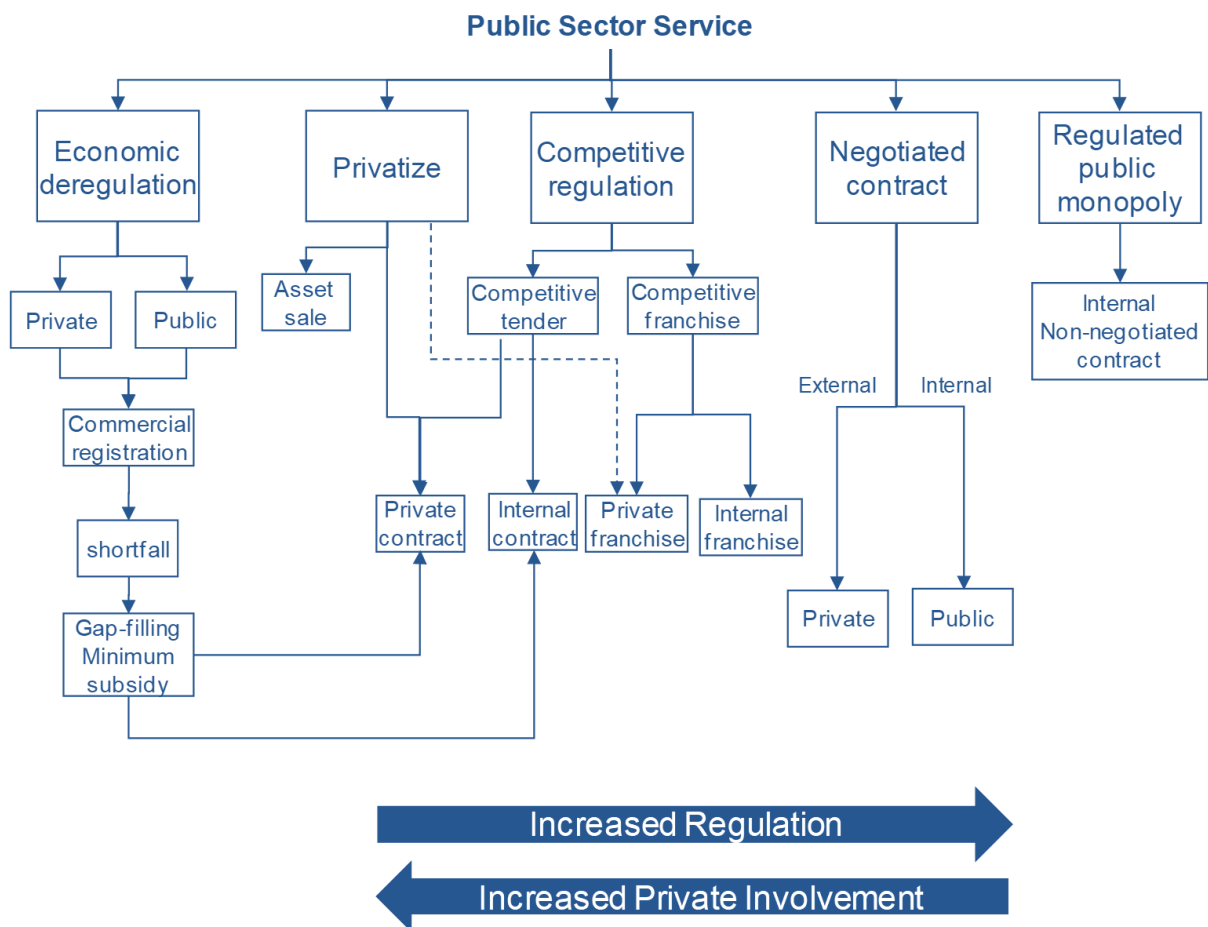 Public Sector Service
Economic
deregulation
Privatize
Competitive
regulation
Negotiated
contract
Regulated
public
monopoly
Private
Public
Asset
sale
Competitive
tender
Competitive
franchise
Internal
Non-negotiated
contract
External
Internal
Commercial
registration
Private
contract
Internal
contract
Private
franchise
Internal
franchise
shortfall
Gap-filling
Minimum
subsidy
Private
Public
Increased Regulation
Increased Private Involvement